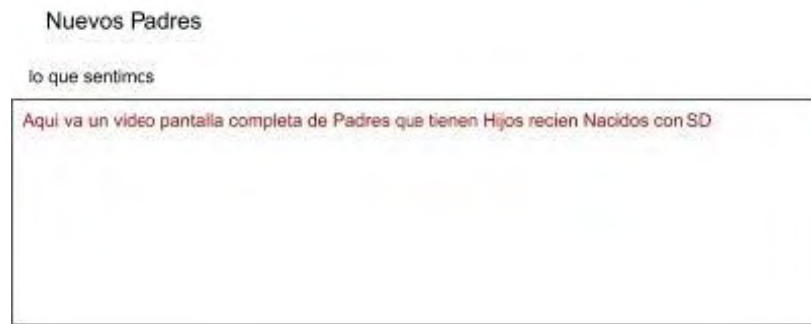 Nuevos Padres
lo que sentimcs
Aqui va un video pantalla completa de Padres que tienen Hijos recien Nacidos con SD